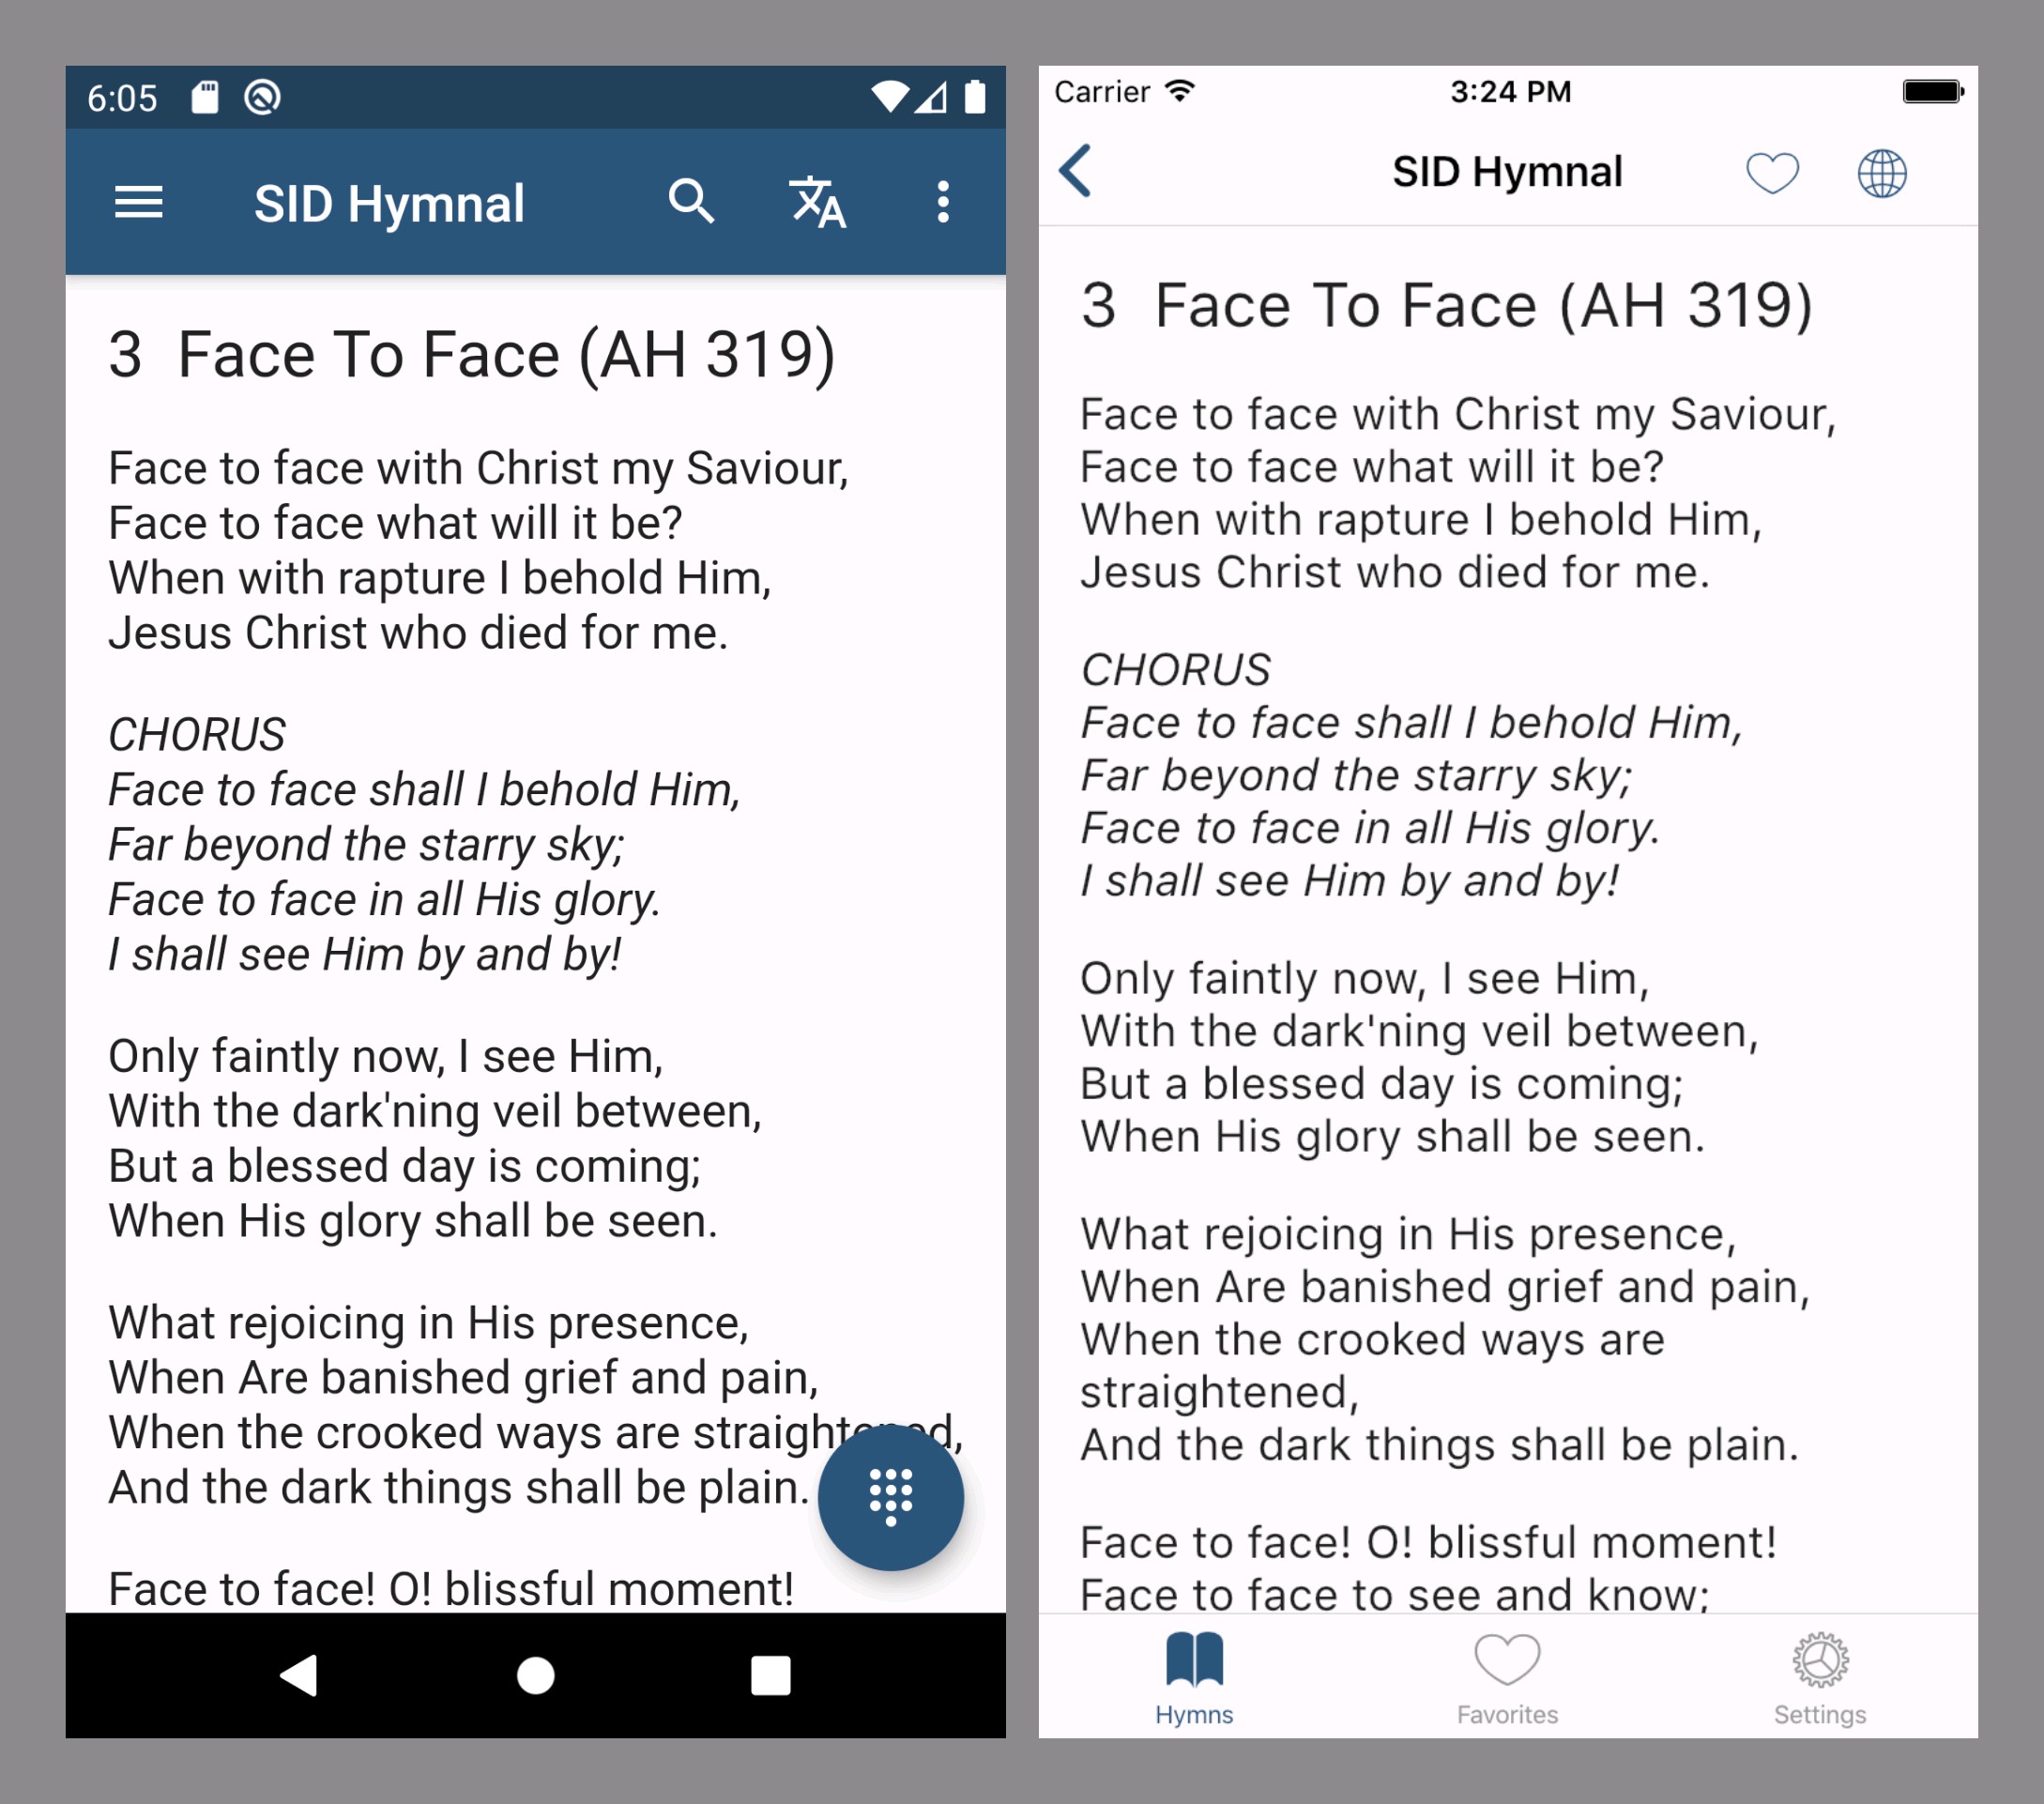 6:05
SID Hymnal
3 Face To Face (AH 319)
Face to face with Christ my Saviour,
Face to face what will it be?
When with rapture I behold Him,
Jesus Christ who died for me.
CHORUS
Face to face shall I behold Him,
Far beyond the starry sky;
Face to face in all His glory.
I shall see Him by and by!
Only faintly now, I see Him,
With the dark'ning veil between,
But a blessed day is coming;
When His glory shall be seen.
What rejoicing in His presence,
When Are banished grief and pain,
When the crooked ways are straightened,
And the dark things shall be plain.
Face to face! O! blissful moment!
Carrier 3:24 PM
SID Hymnal
3 Face To Face (AH 319)
Face to face with Christ my Saviour,
Face to face what will it be?
When with rapture I behold Him,
Jesus Christ who died for me.
CHORUS
Face to face shall I behold Him,
Far beyond the starry sky;
Face to face in all His glory.
I shall see Him by and by!
Only faintly now, I see Him,
With the dark'ning veil between,
But a blessed day is coming;
When His glory shall be seen.
What rejoicing in His presence,
When Are banished grief and pain,
When the crooked ways are
straightened,
And the dark things shall be plain.
Face to face! O! blissful moment!
Face to face to see and know;
Hymns Favorites Settings